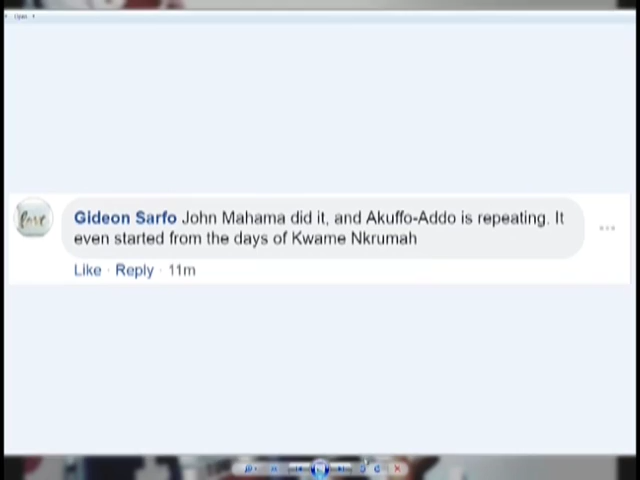 Open
Gideon Sarfo John Mahama did it, and Akuffo-Addo is repeating. It
even started from the days of Kwame Nkrumah
Like · Reply · 11m